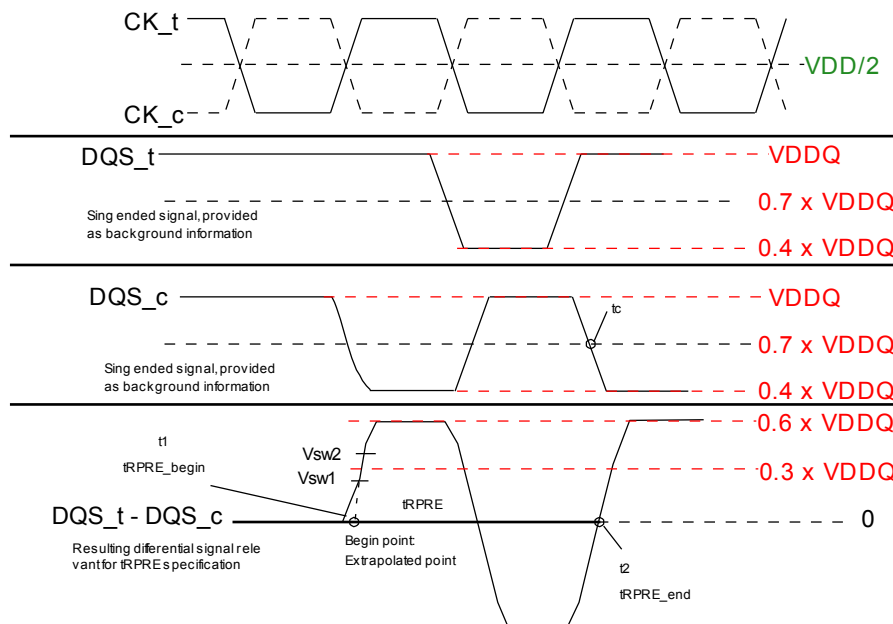 CK_t
VDD/2
CK_c
DQS_t
VDDQ
0.7 x VDDQ
Sing ended signal, provided
as background information
0.4 x VDDQ
DQS_c
VDDQ
tc
0.7 x VDDQ
Sing ended signal, provided
as background information
0.4 x VDDQ
0.6 x VDDQ
t1
Vsw2
tRPRE_begin
Vsw1
0.3 x VDDQ
tRPRE
DQS_t - DQS_c
0
Resulting differential signal rele
vant for tRPRE specification
Begin point:
Extrapolated point
t2
tRPRE_end